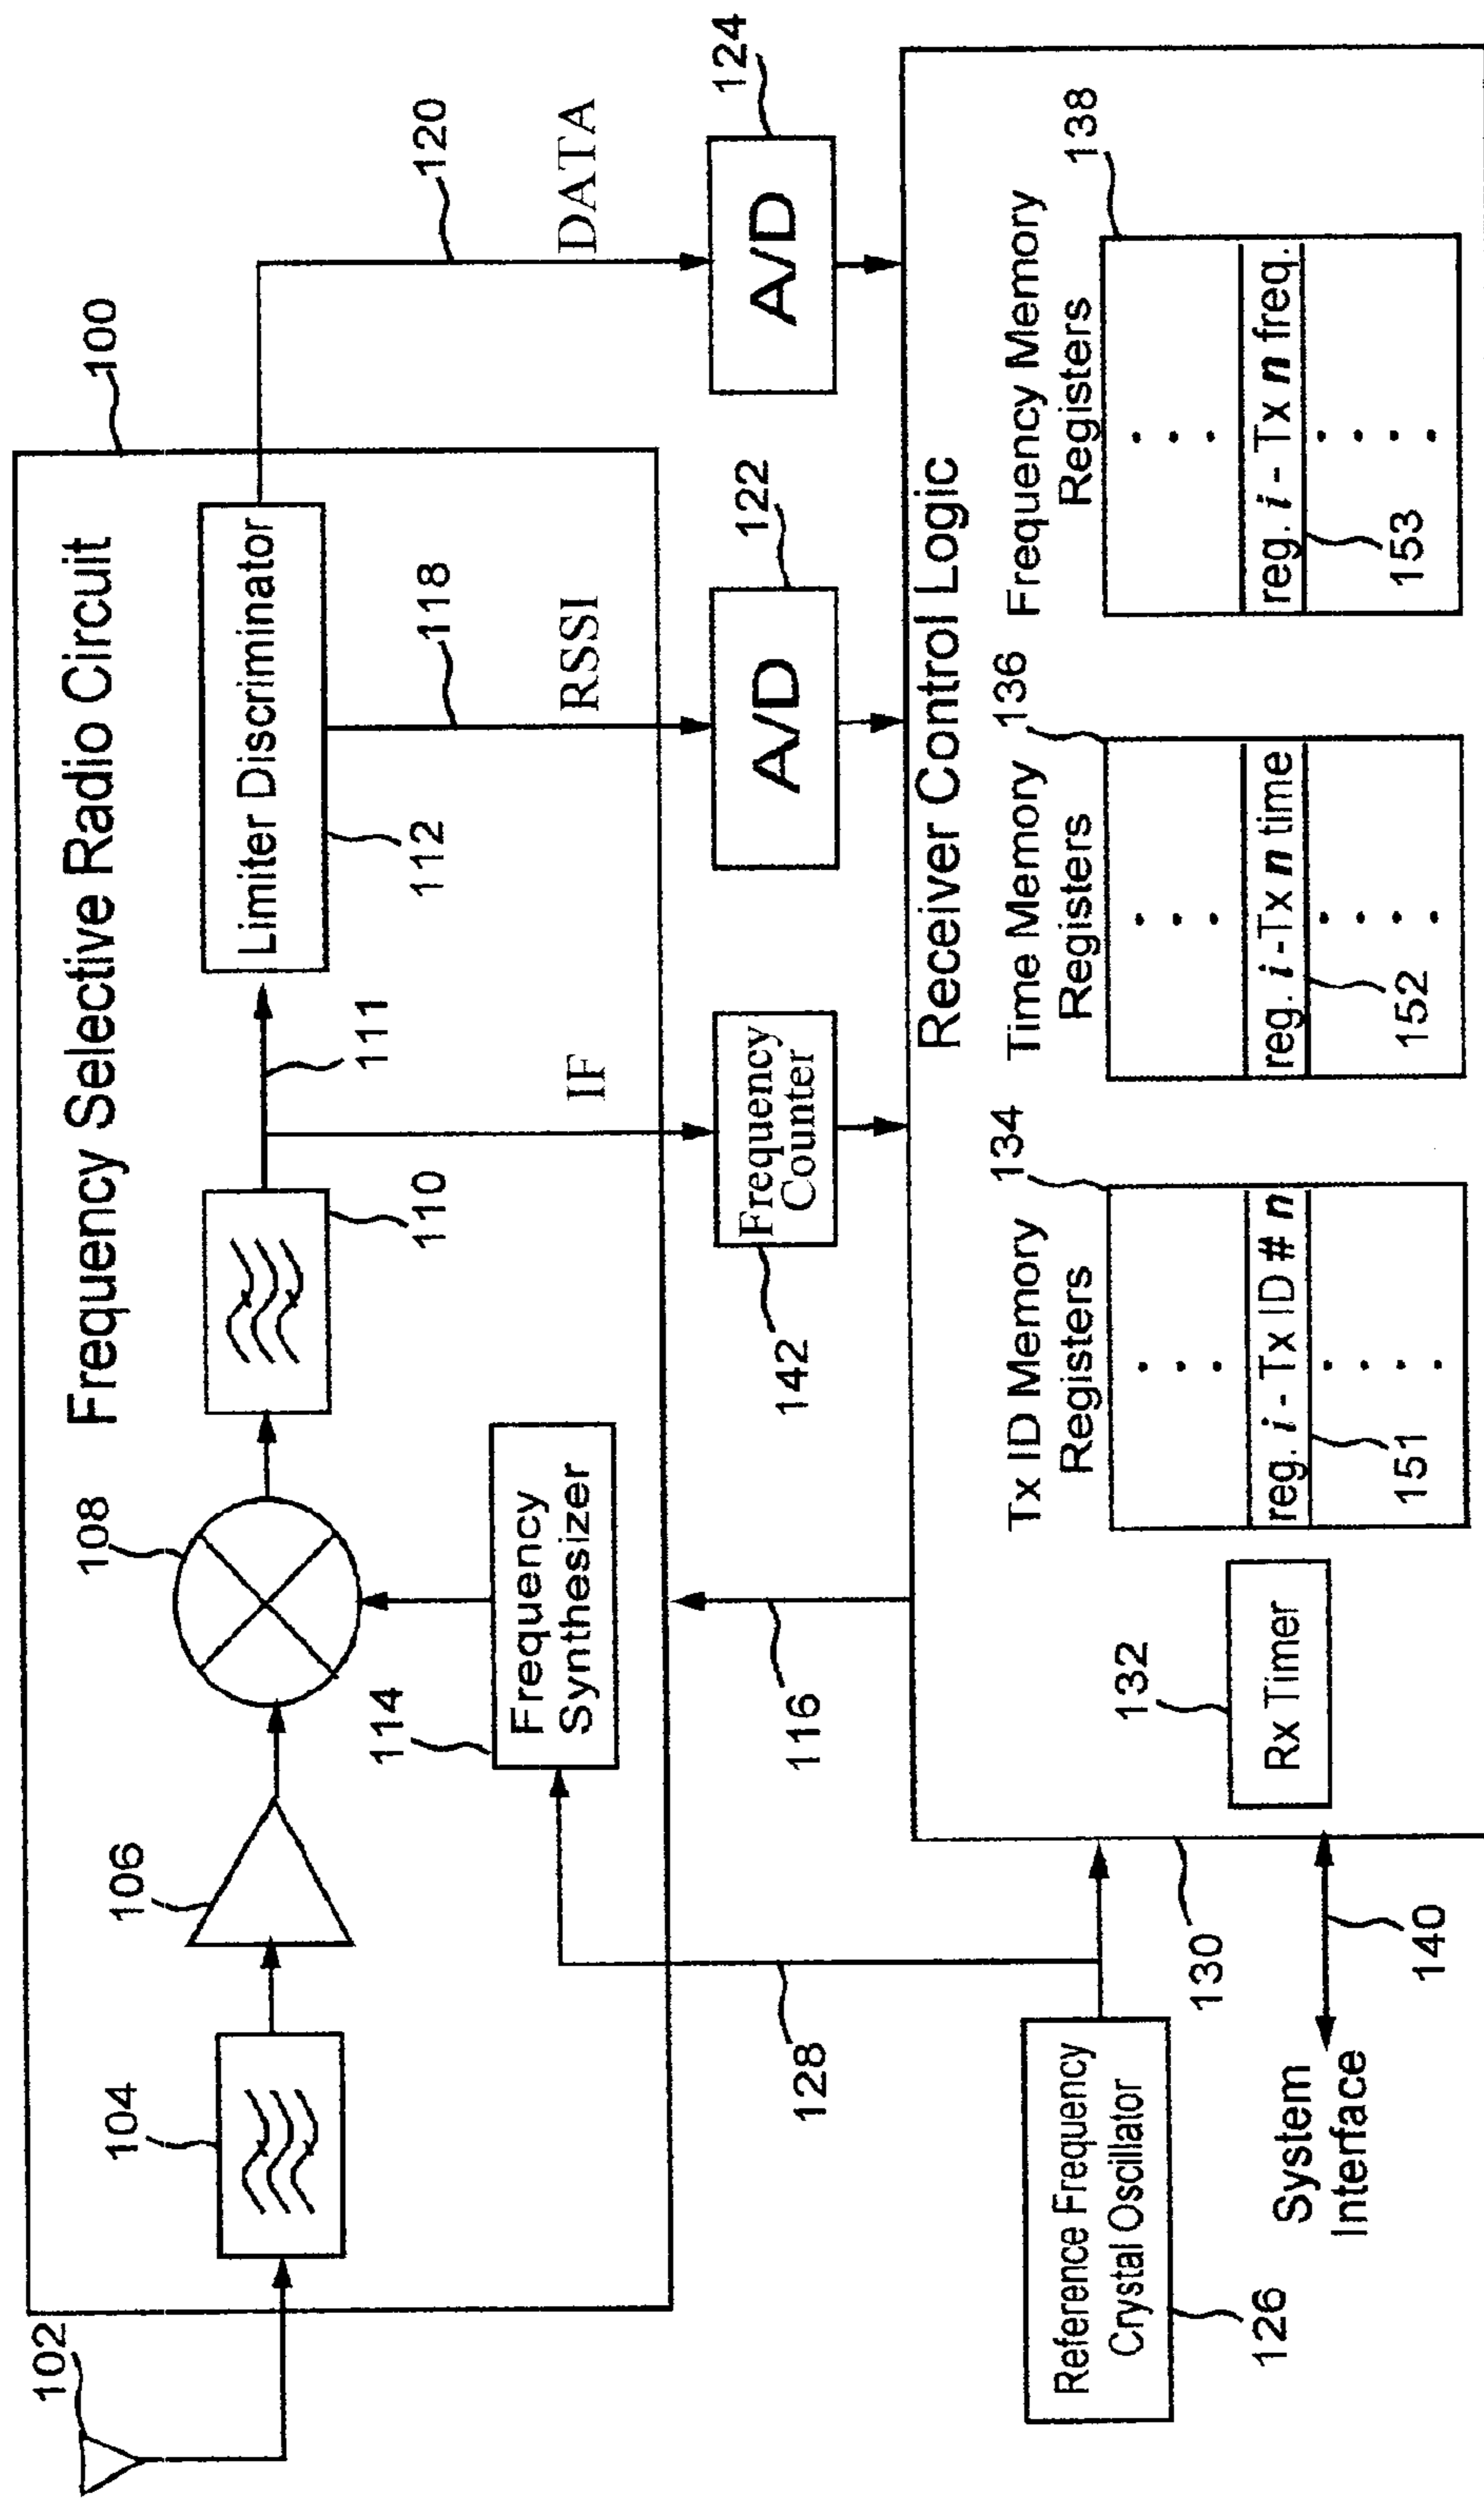 Frequency Selective Radio Circuit
100
102
104
106
108
110
111
Limiter Discriminator
112
114
Frequency
Synthesizer
IF
118
RSSI
120
DATA
116
128
142
Frequency
Counter
A/D
122
A/D
124
Receiver Control Logic
Reference Frequency
Crystal Oscillator
126
130
System
Interface
140
132
Rx Timer
Tx ID Memory
Registers
134
reg. i - Tx ID # n
151
Time Memory
Registers
136
reg. i -Tx n time
152
Frequency Memory
Registers
138
reg. i - Tx n freq.
153